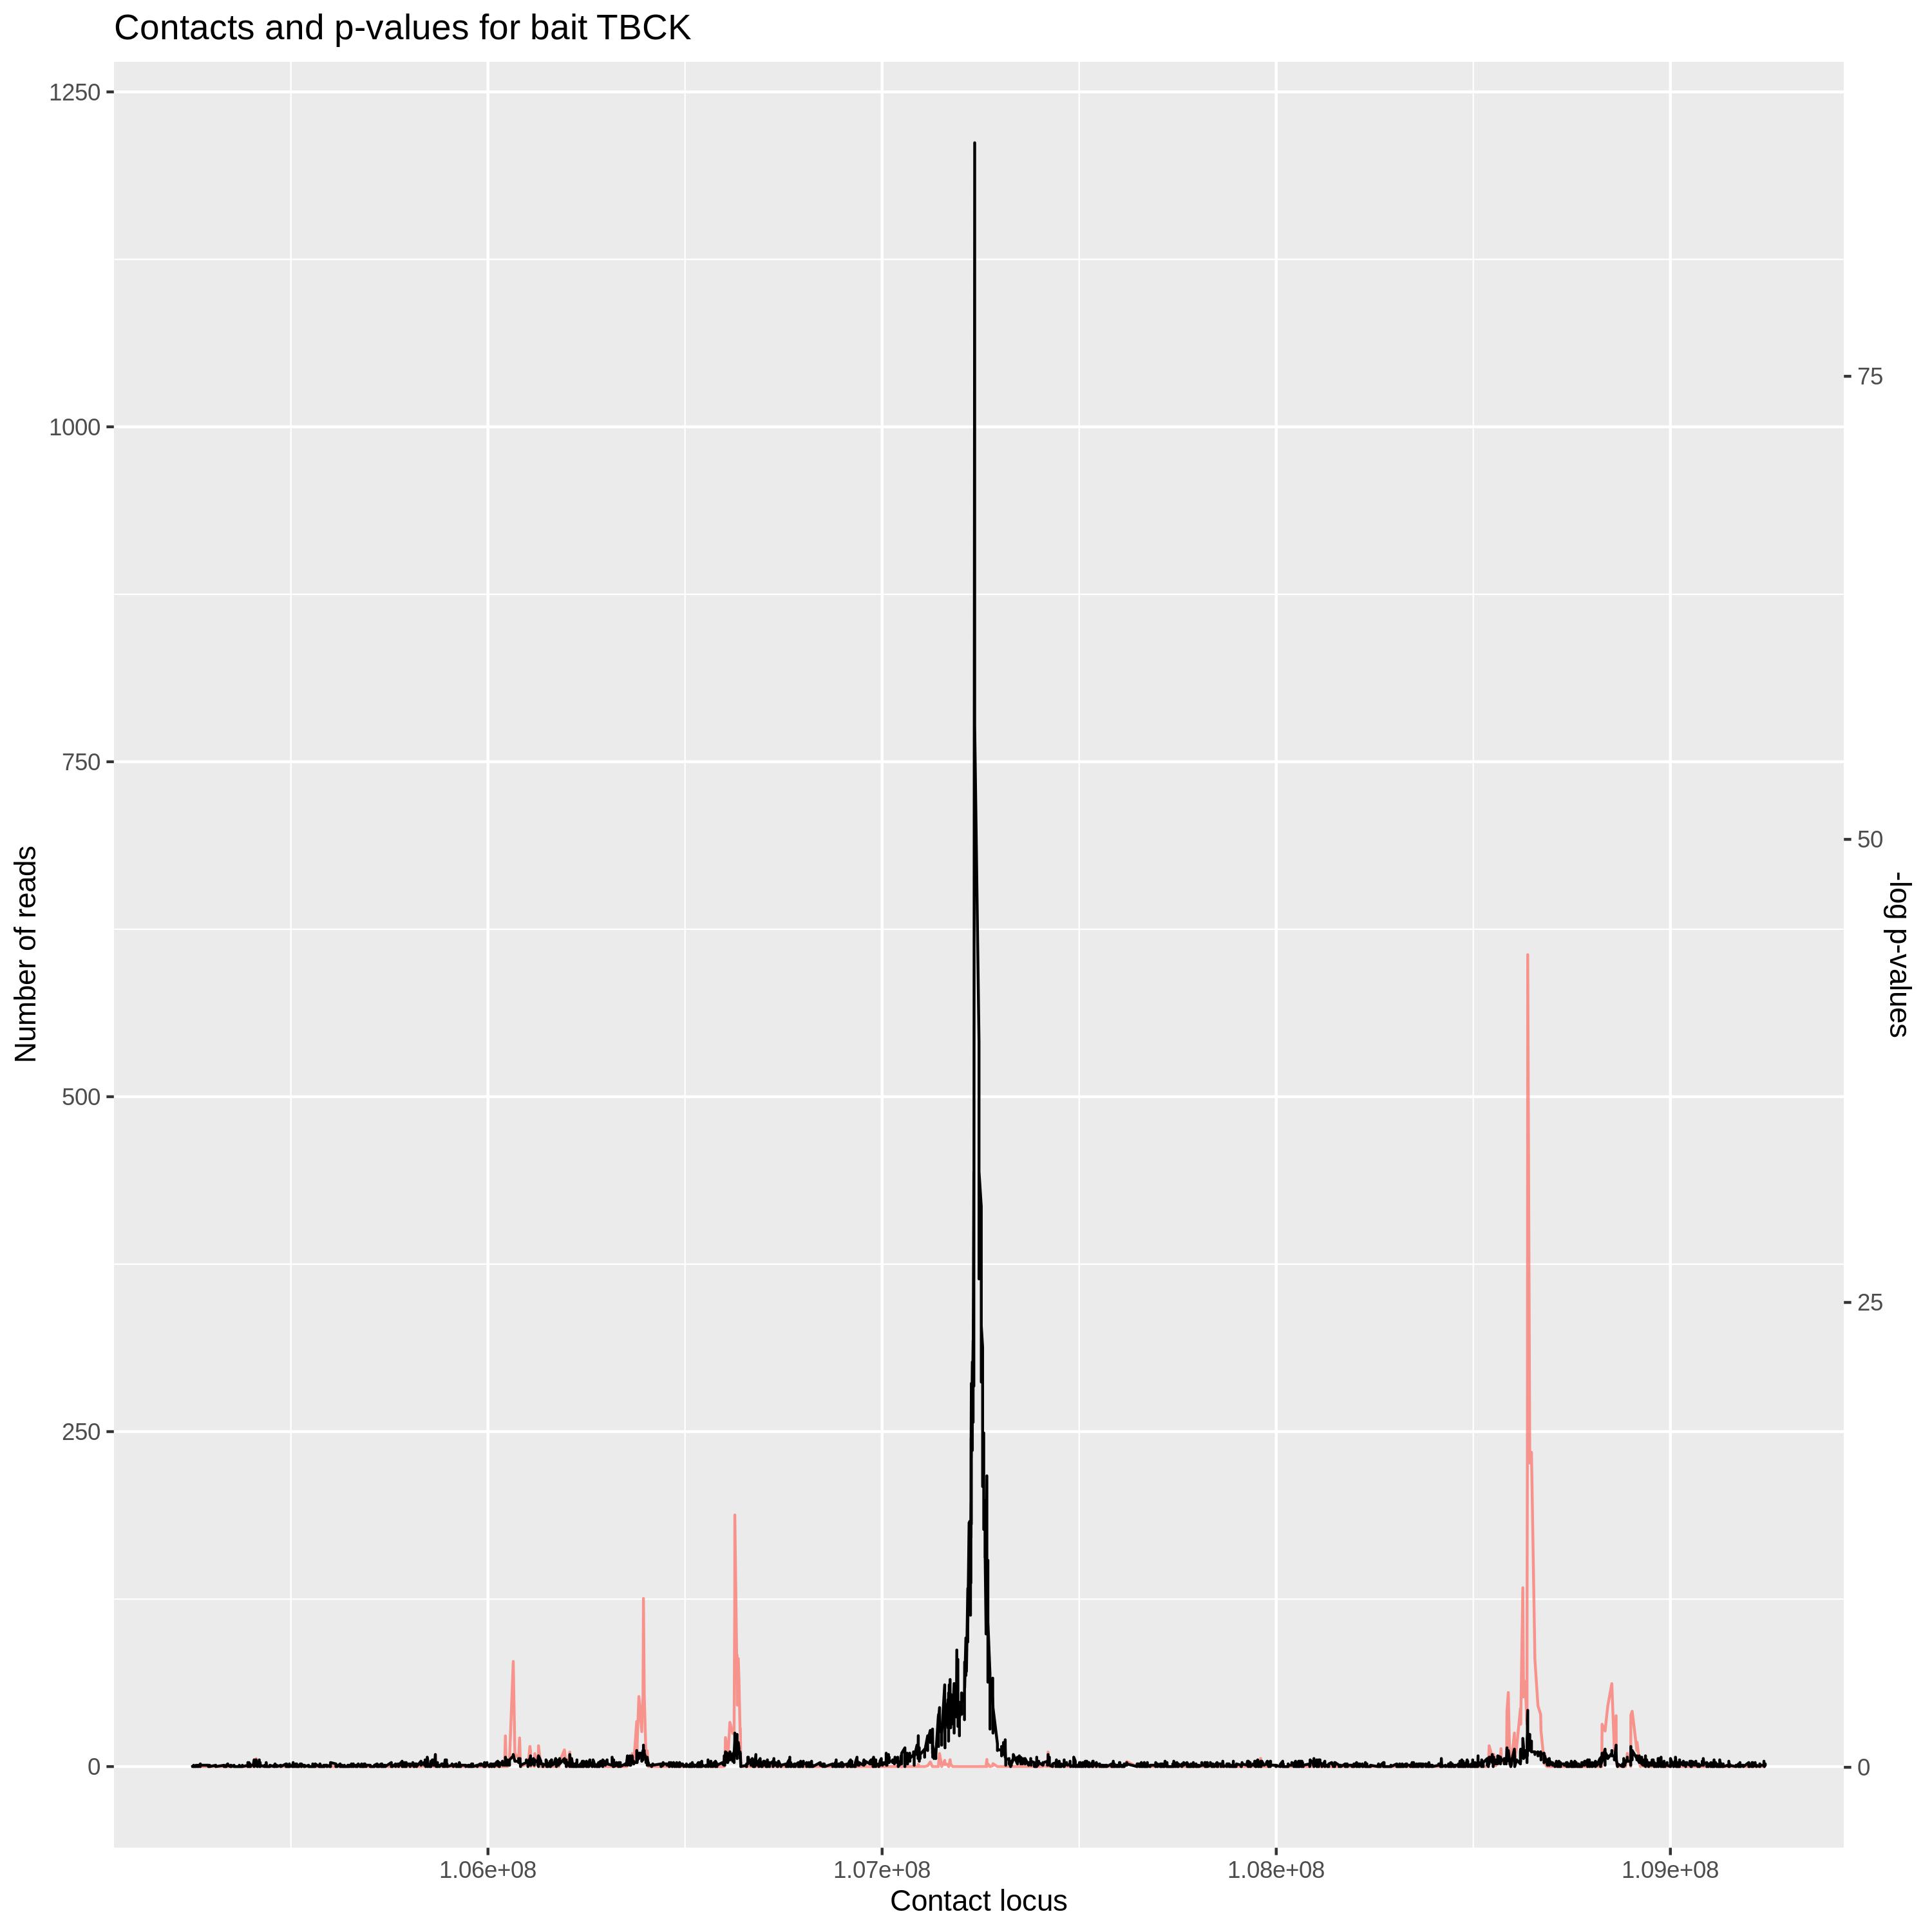 Contacts and p-values for bait TBCK
1250
1000
750
500
250
0
Number of reads
75
50
25
0
-log p-values
1.06e+08
1.07e+08
1.08e+08
1.09e+08
Contact locus